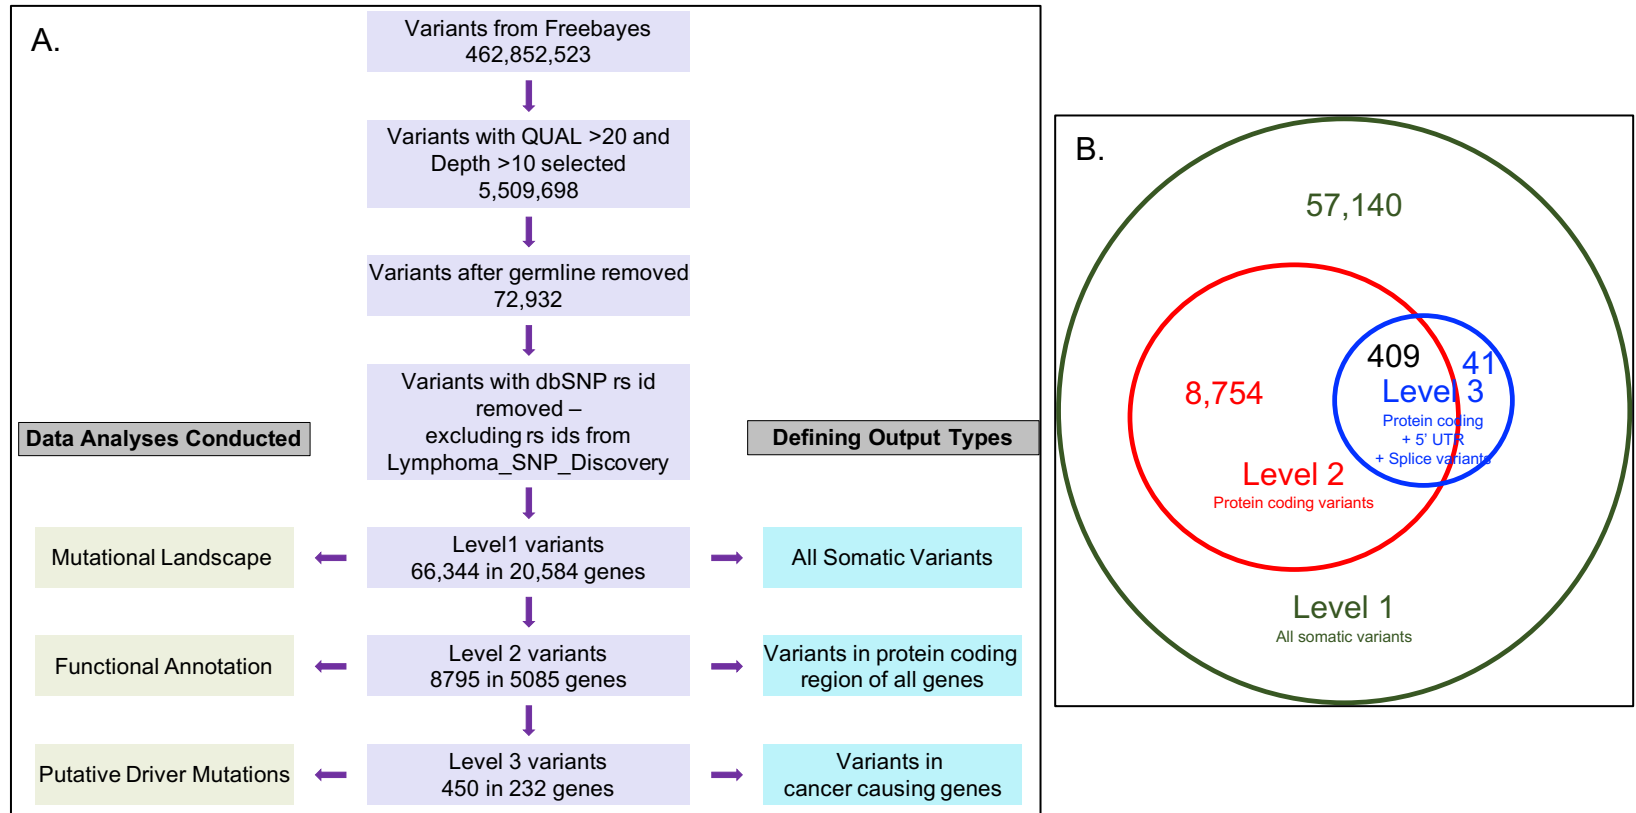 A.
Variants from Freebayes
462,852,523
Variants with QUAL >20 and
Depth >10 selected
5,509,698
Variants after germline removed
72,932
Variants with dbSNP rs id
removed –
excluding rs ids from
Lymphoma_SNP_Discovery
Data Analyses Conducted
Defining Output Types
Mutational Landscape
Level1 variants
66,344 in 20,584 genes
All Somatic Variants
Functional Annotation
Level 2 variants
8795 in 5085 genes
Variants in protein coding
region of all genes
Putative Driver Mutations
Level 3 variants
450 in 232 genes
Variants in
cancer causing genes
B.
57,140
409
41
8,754
Level 3
Protein coding
+ 5' UTR
+ Splice variants
Level 2
Protein coding variants
Level 1
All somatic variants